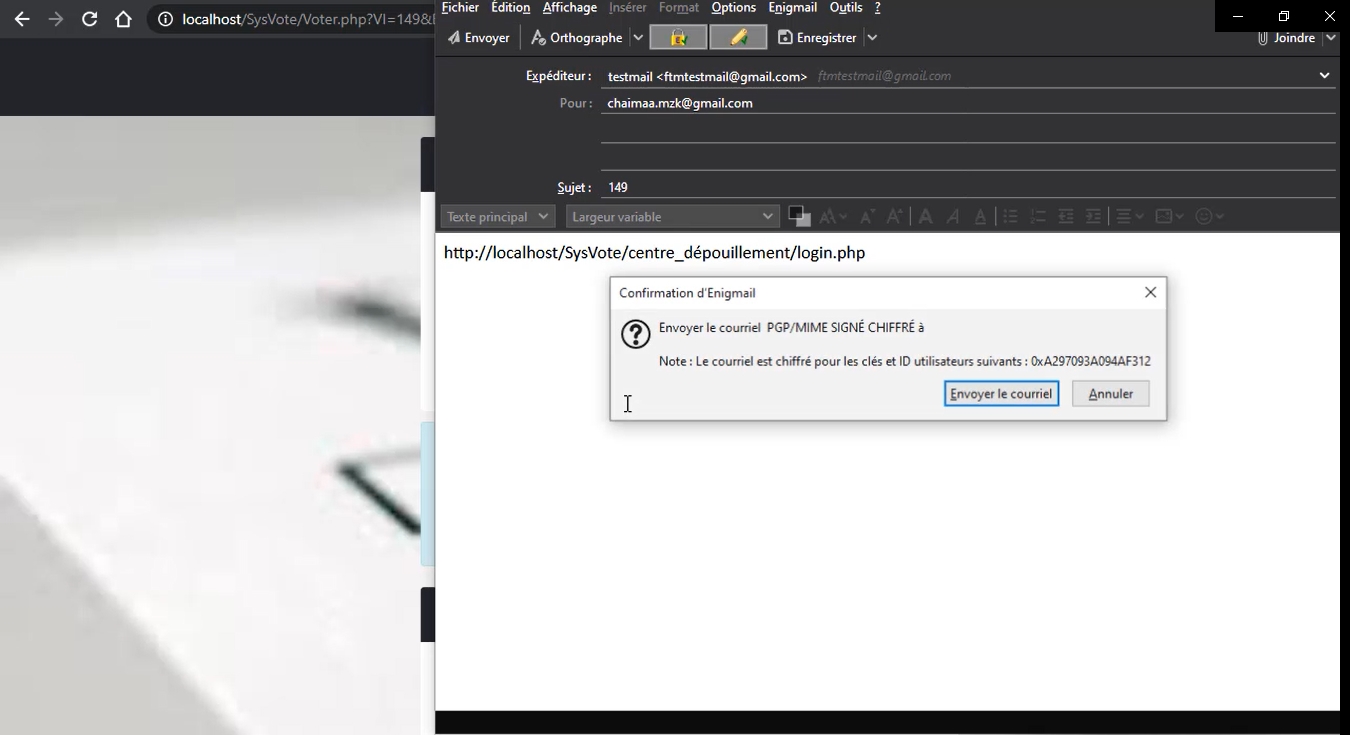 localhost/SysVote/Voter.php?VI=149&
Fichier Édition Affichage Insérer Format Options Enigmail Outils ?
Envoyer Orthographe Enregistrer Joindre
Expéditeur : testmail <ftmtestmail@gmail.com> ftmtestmail@gmail.com
Pour : chaimaa.mzk@gmail.com
Sujet : 149
Texte principal Largeur variable
http://localhost/SysVote/centre_dépouillement/login.php
Confirmation d'Enigmail
Envoyer le courriel PGP/MIME SIGNÉ CHIFFRÉ à
Note : Le courriel est chiffré pour les clés et ID utilisateurs suivants : 0xA297093A094AF312
Envoyer le courriel Annuler